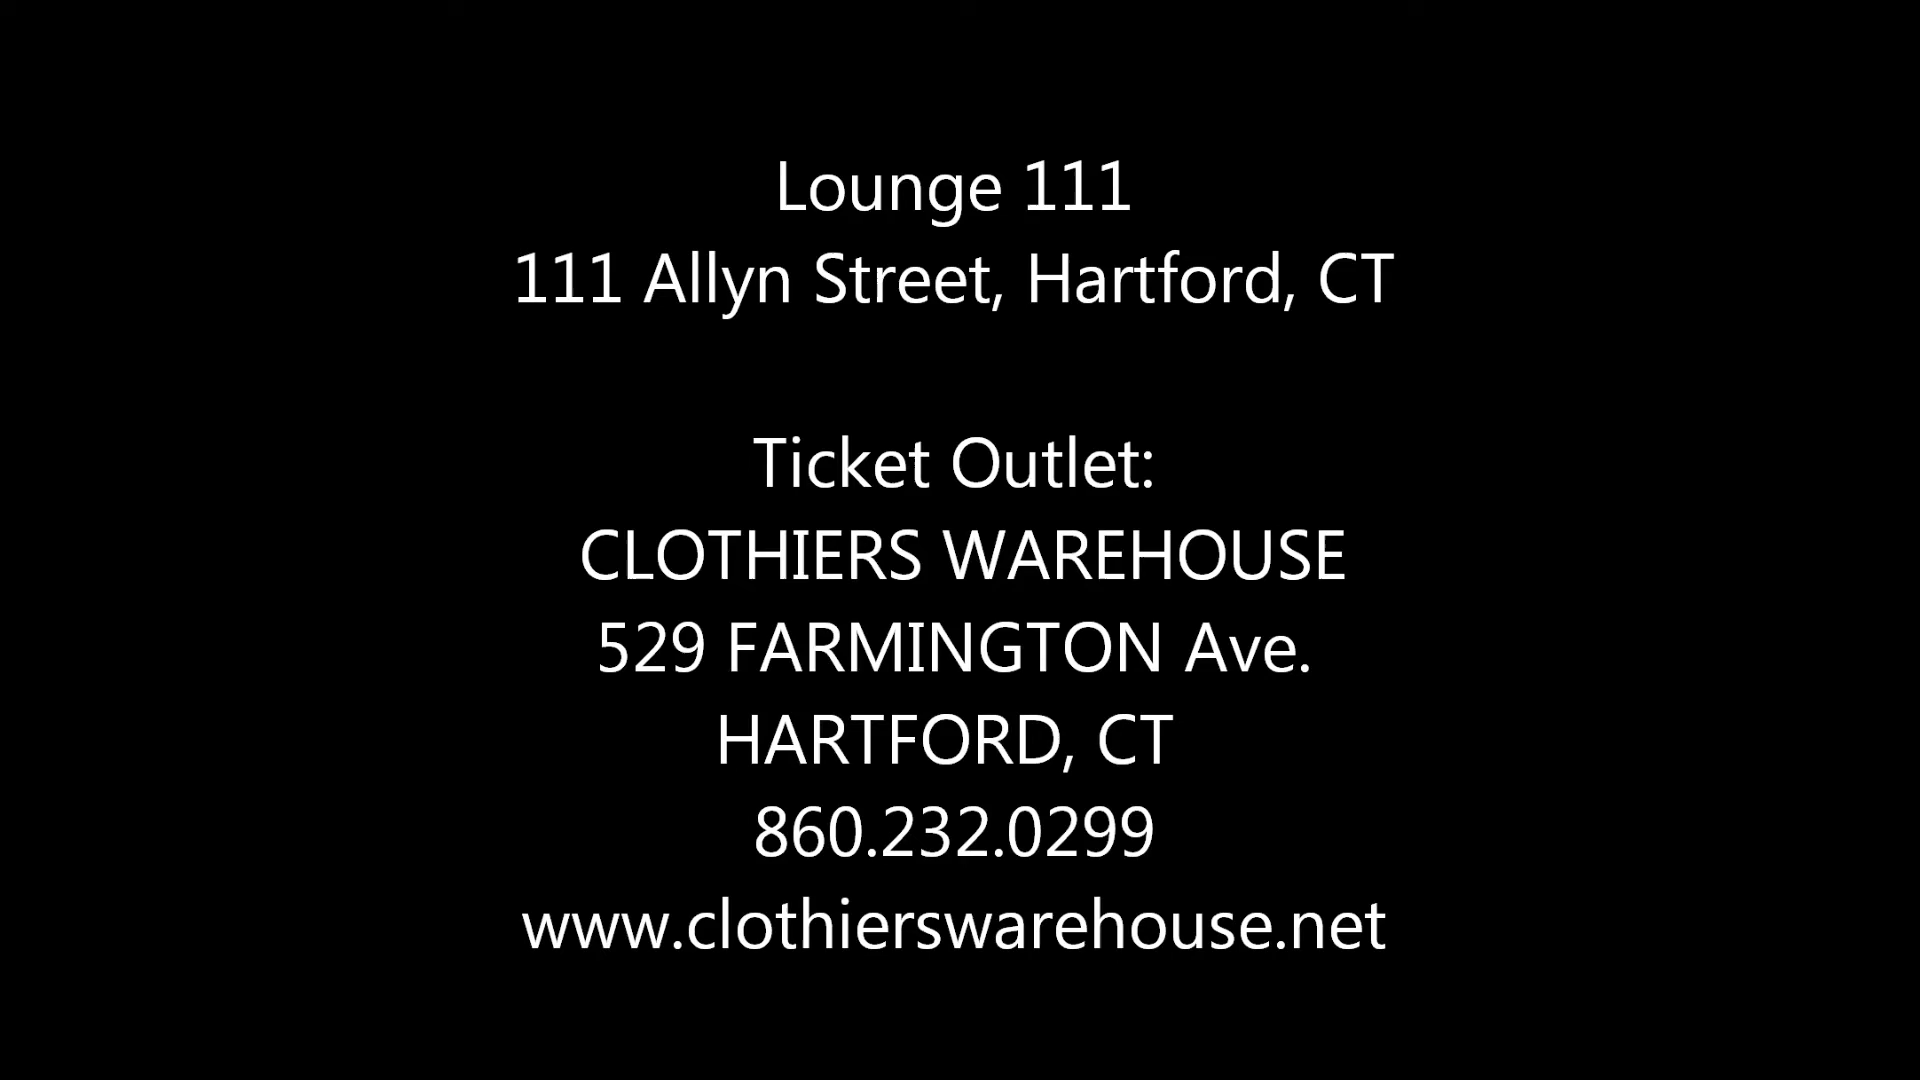 Lounge 111
111 Allyn Street, Hartford, CT
Ticket Outlet:
CLOTHIERS WAREHOUSE
529 FARMINGTON Ave.
HARTFORD, CT
860.232.0299
www.clothierswarehouse.net